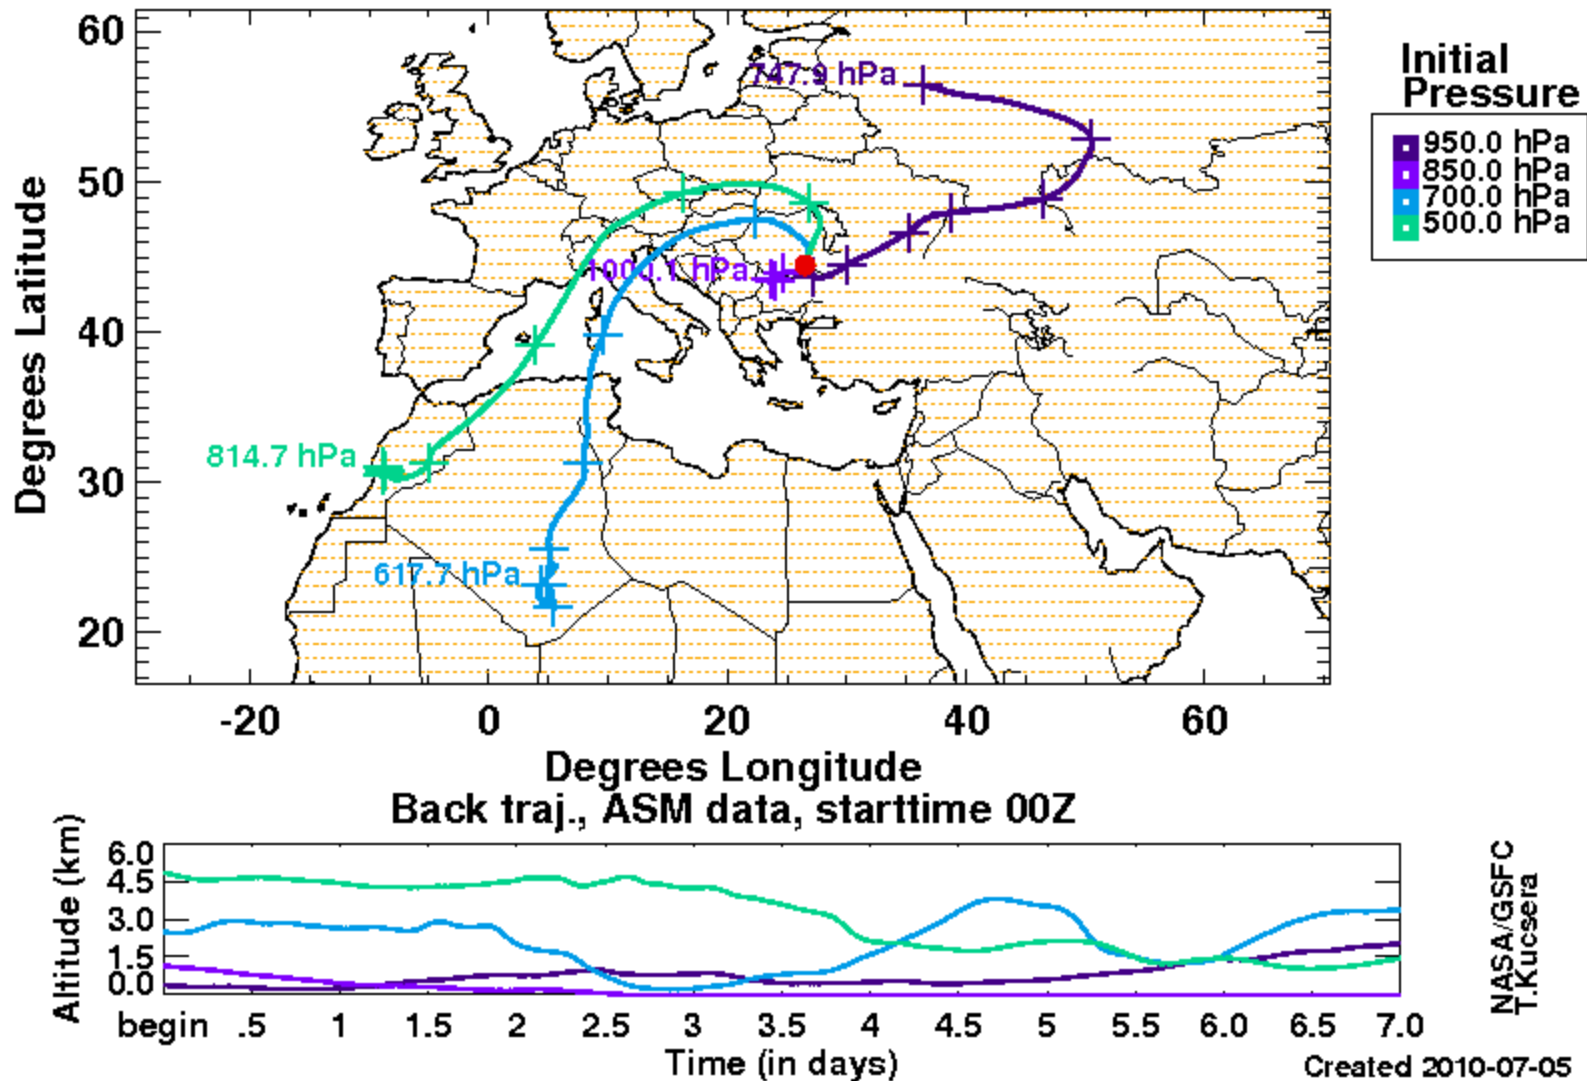 60
50
40
30
20
Degrees Latitude
747.9 hPa
1000.1 hPa
814.7 hPa
617.7 hPa
-20 0 20 40 60
Degrees Longitude
Initial
Pressure
950.0 hPa
850.0 hPa
700.0 hPa
500.0 hPa
Back traj., ASM data, starttime 00Z
Altitude (km)
6.0
4.5
3.0
1.5
0.0
begin .5 1 1.5 2 2.5 3 3.5 4 4.5 5 5.5 6.0 6.5 7.0
Time (in days)
NASA/GSFC
T.Kucsera
Created 2010-07-05